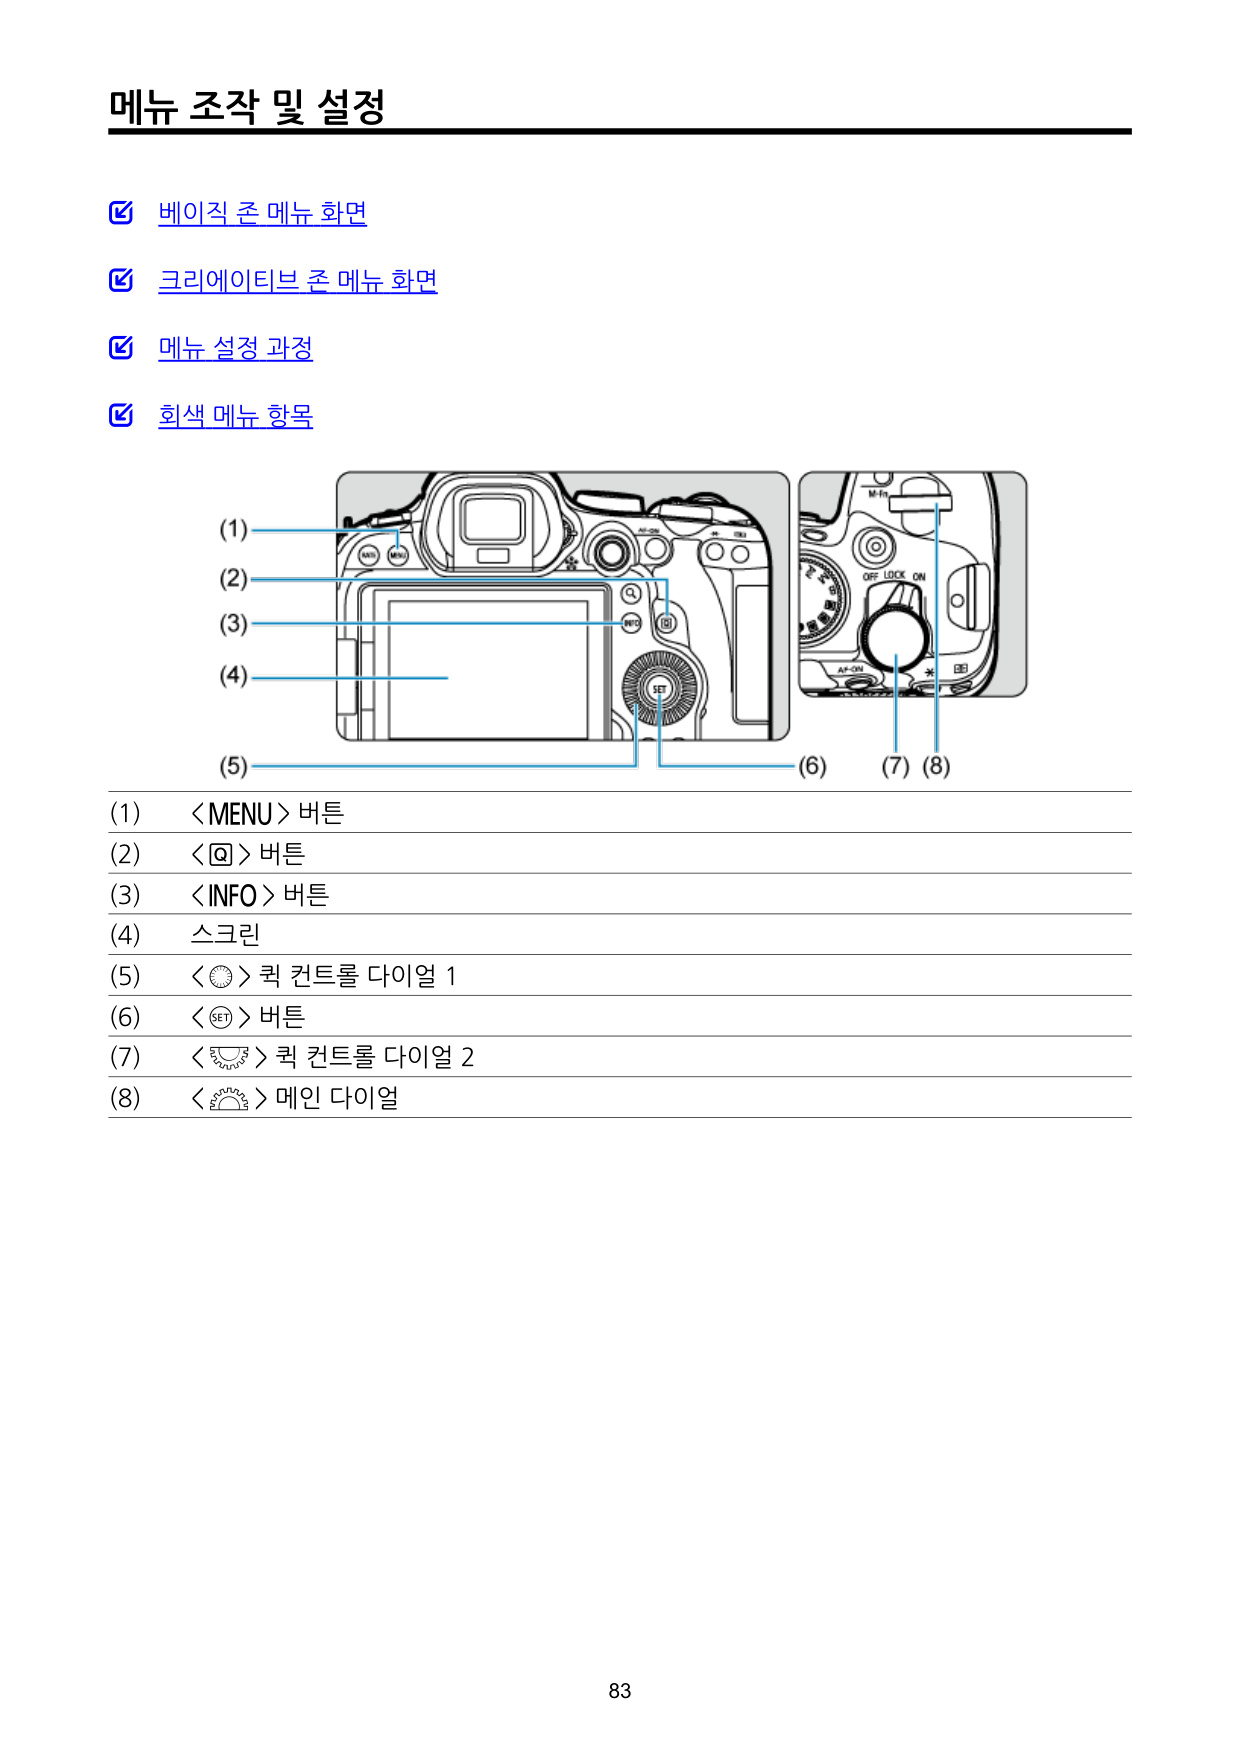 메뉴 조작 및 설정
베이직 존 메뉴 화면
크리에이티브 존 메뉴 화면
메뉴 설정 과정
회색 메뉴 항목
(1)
(2)
(3)
(4)
(5)
(6)
(7) (8)
RATE MENU
AF-ON
INFO
Q
SET
M-Fn
OFF LOCK ON
AF-ON
(1) <MENU> 버튼
(2) <Q> 버튼
(3) <INFO> 버튼
(4) 스크린
(5) < > 퀵 컨트롤 다이얼 1
(6) <SET> 버튼
(7) < > 퀵 컨트롤 다이얼 2
(8) < > 메인 다이얼
83